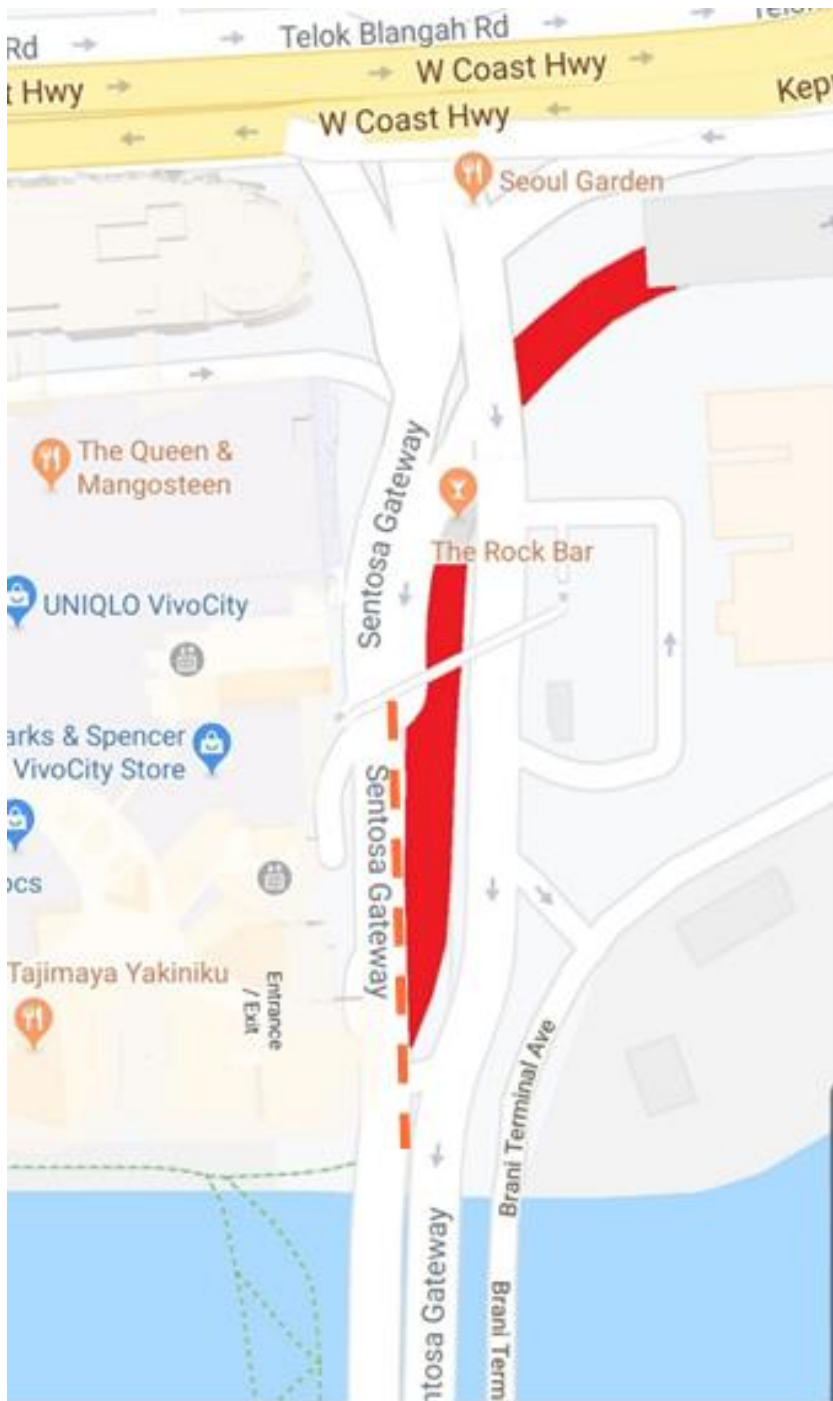 Rd
Telok Blangah Rd
W Coast Hwy
t Hwy
W Coast Hwy
Kep
Seoul Garden
Sentosa Gateway
The Queen &
Mangosteen
The Rock Bar
UNIQLO VivoCity
arks & Spencer
VivoCity Store
Sentosa Gateway
ocs
Tajimaya Yakiniku
Entrance
/ Exit
Brani Terminal Ave
ntosa Gateway
Brani Term